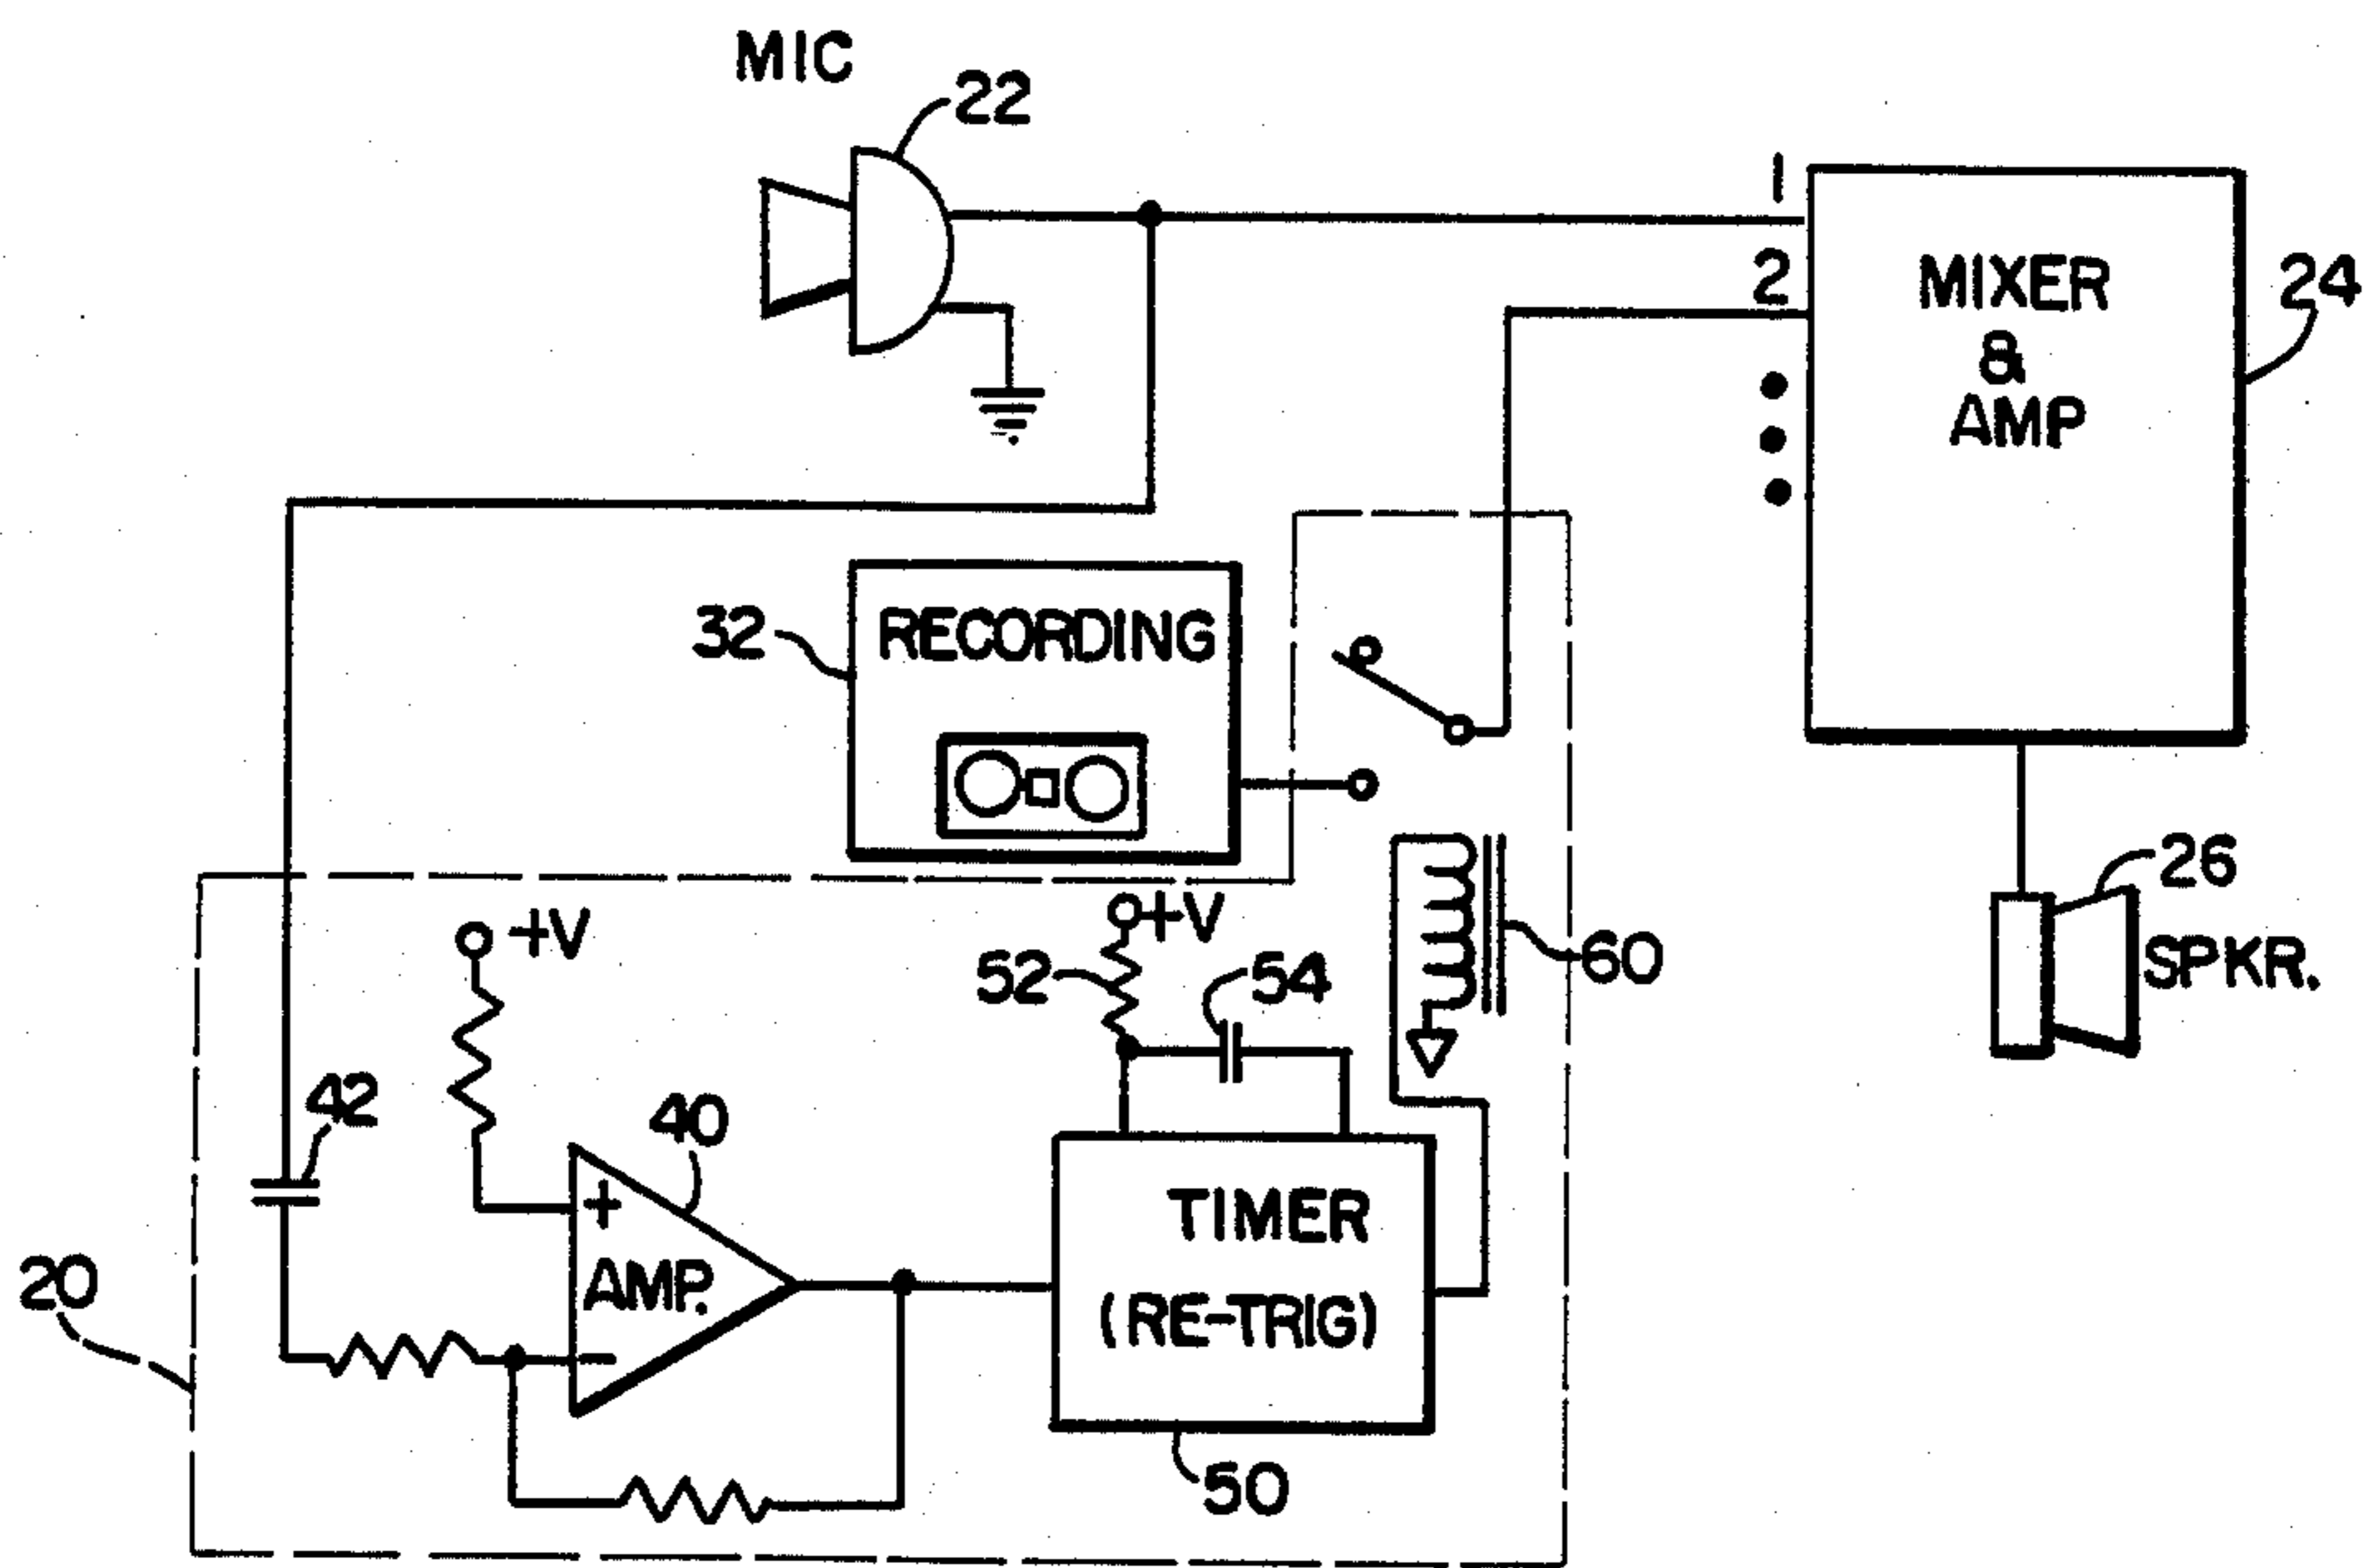 MIC
22
1
2
MIXER
&
AMP
24
32
RECORDING
+V
+V
52
54
60
26
SPKR.
42
40
+
AMP.
−
TIMER
(RE-TRIG)
20
50